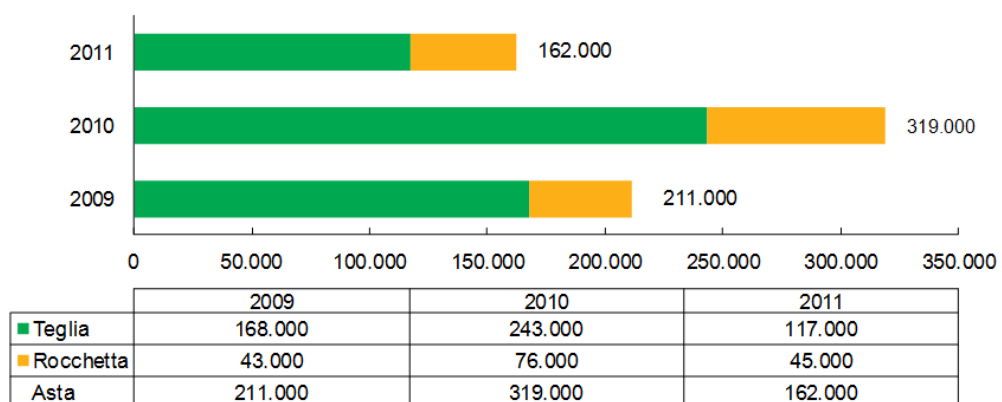 2011 162.000
2010 319.000
2009 211.000
0 50.000 100.000 150.000 200.000 250.000 300.000 350.000
2009 2010 2011
Teglia 168.000 243.000 117.000
Rocchetta 43.000 76.000 45.000
Asta 211.000 319.000 162.000